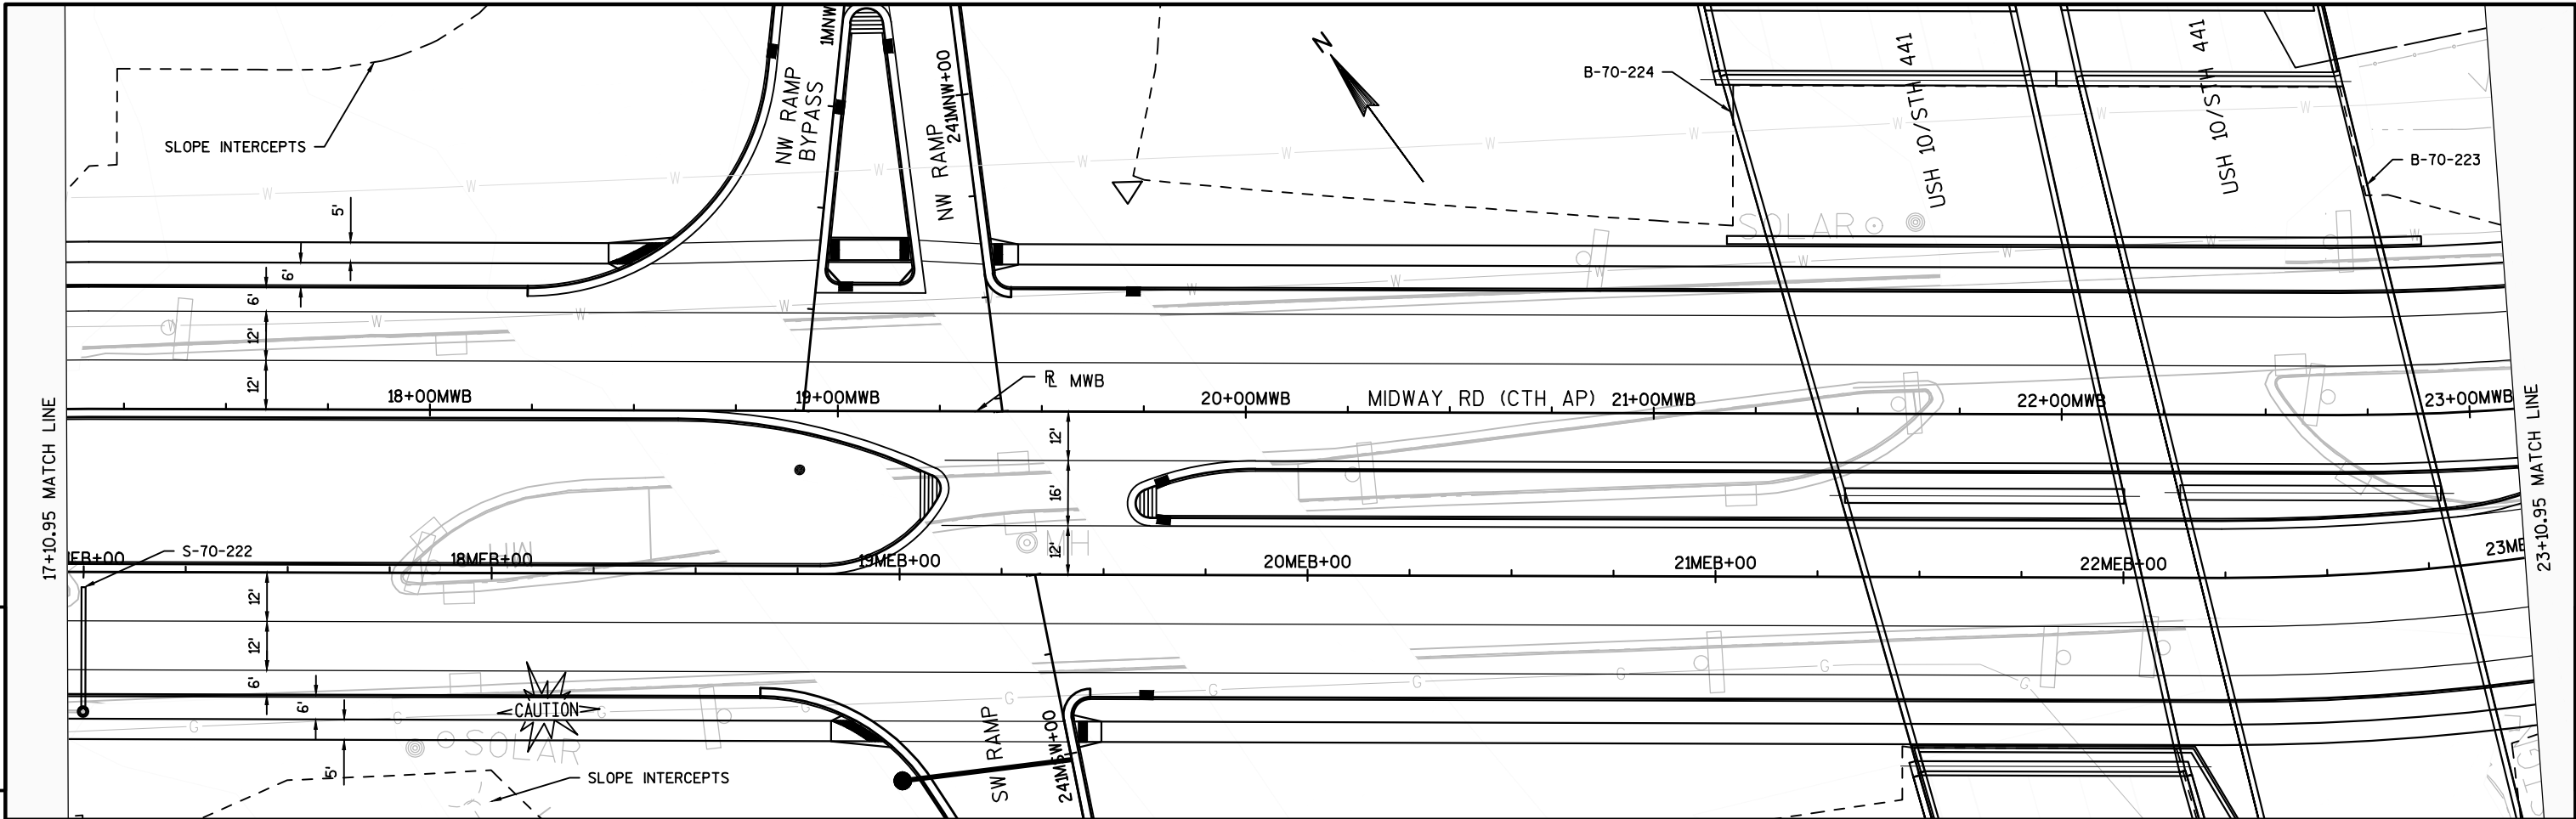 1MNW
NW RAMP
BYPASS
NW RAMP
241MNW+00
N
B-70-224
USH 10/STH 441
USH 10/STH 441
B-70-223
SLOPE INTERCEPTS
W W W W W W W W W W W
SOLAR
5'
6'
6'
12'
12'
W W W W W W W W W W W W
17+10.95 MATCH LINE
18+00MWB
19+00MWB
R/L MWB
20+00MWB
MIDWAY RD (CTH AP)
21+00MWB
22+00MWB
23+00MWB
23+10.95 MATCH LINE
12'
16'
12'
MH
MH
S-70-222
18MEB+00
19MEB+00
20MEB+00
21MEB+00
22MEB+00
12'
12'
6'
6'
5'
CAUTION
G G G G G G G G G
SOLAR
SLOPE INTERCEPTS
SW RAMP
241MSW+00